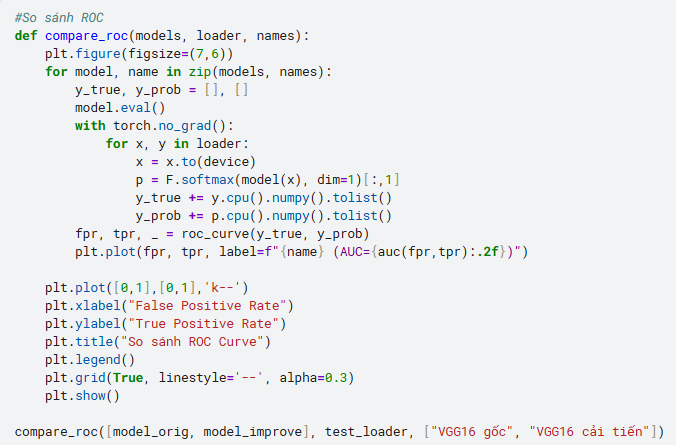 #So sánh ROC
def compare_roc(models, loader, names):
    plt.figure(figsize=(7,6))
    for model, name in zip(models, names):
        y_true, y_prob = [], []
        model.eval()
        with torch.no_grad():
            for x, y in loader:
                x = x.to(device)
                p = F.softmax(model(x), dim=1)[:,1]
                y_true += y.cpu().numpy().tolist()
                y_prob += p.cpu().numpy().tolist()
        fpr, tpr, _ = roc_curve(y_true, y_prob)
        plt.plot(fpr, tpr, label=f"{name} (AUC={auc(fpr,tpr):.2f})")

    plt.plot([0,1],[0,1],'k--')
    plt.xlabel("False Positive Rate")
    plt.ylabel("True Positive Rate")
    plt.title("So sánh ROC Curve")
    plt.legend()
    plt.grid(True, linestyle='--', alpha=0.3)
    plt.show()

compare_roc([model_orig, model_improve], test_loader, ["VGG16 gốc", "VGG16 cải tiến"])